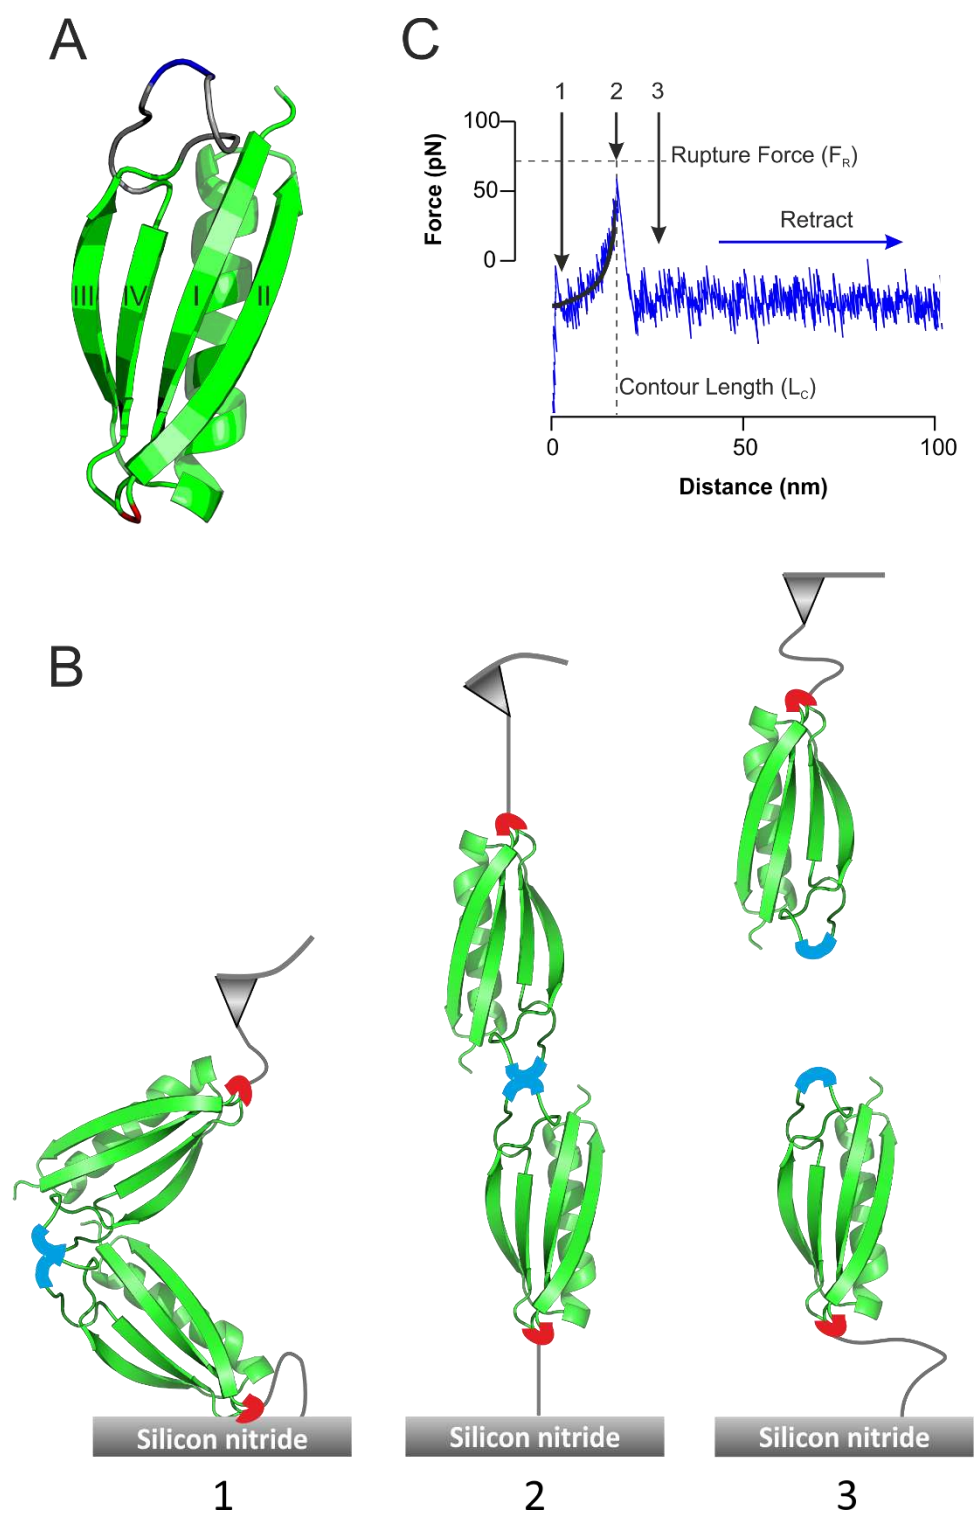 A
III IV I II
C
1 2 3
100
50
0
Force (pN)
Rupture Force (FR)
Retract
Contour Length (LC)
0 50 100
Distance (nm)
B
Silicon nitride
Silicon nitride
Silicon nitride
1 2 3